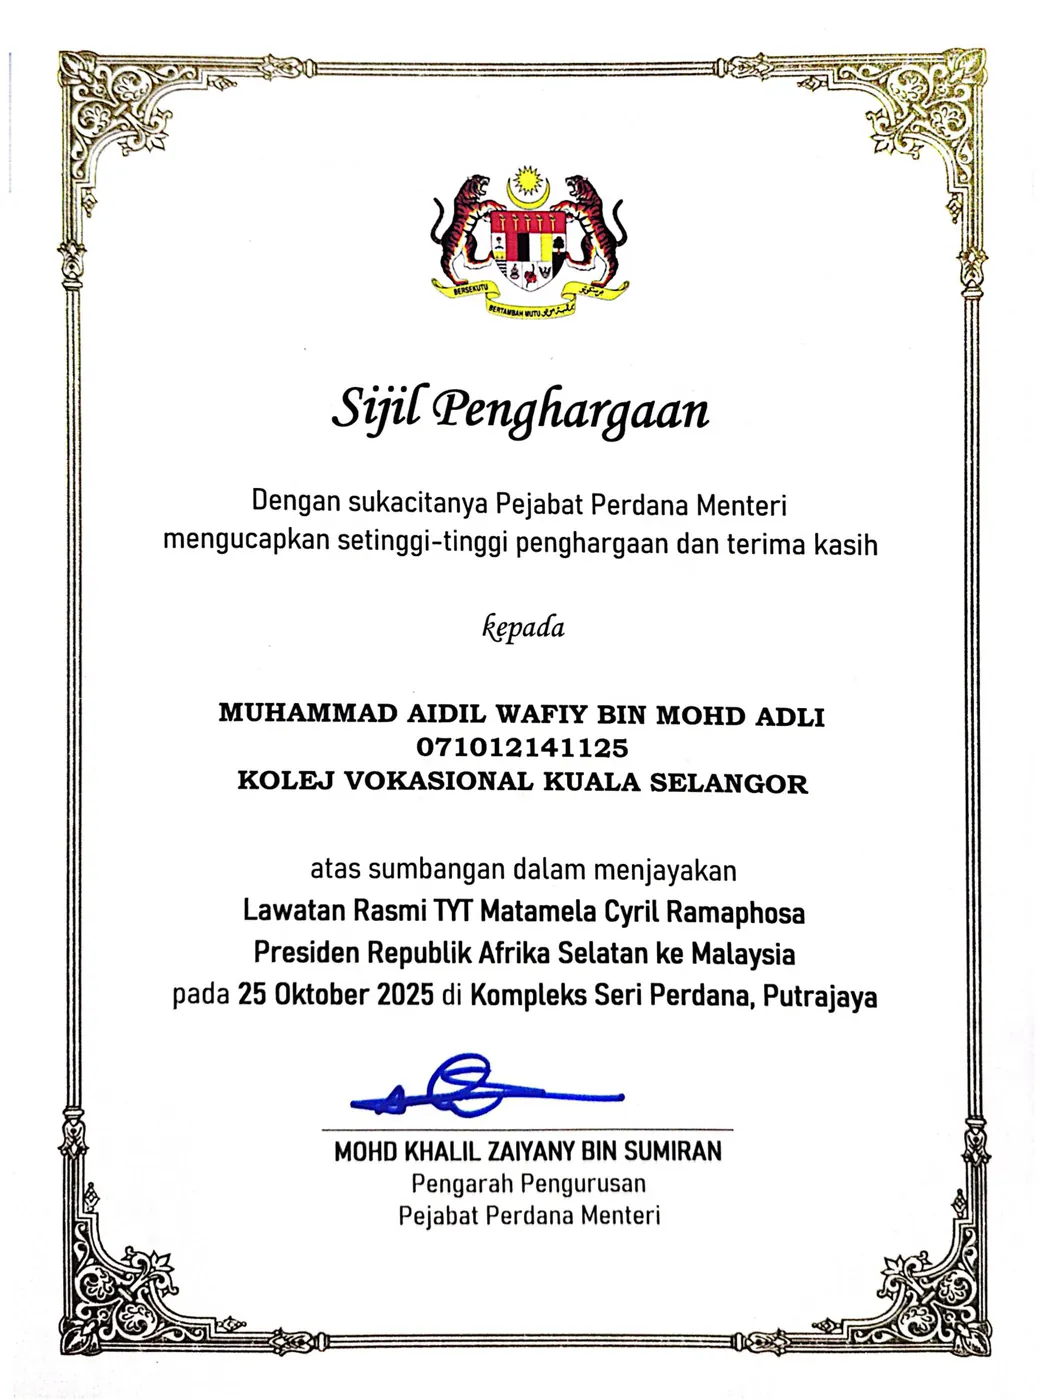 BERSEKUTU
BERTAMBAH MUTU
Sijil Penghargaan
Dengan sukacitanya Pejabat Perdana Menteri
mengucapkan setinggi-tinggi penghargaan dan terima kasih
kepada
MUHAMMAD AIDIL WAFIY BIN MOHD ADLI
071012141125
KOLEJ VOKASIONAL KUALA SELANGOR
atas sumbangan dalam menjayakan
Lawatan Rasmi TYT Matamela Cyril Ramaphosa
Presiden Republik Afrika Selatan ke Malaysia
pada 25 Oktober 2025 di Kompleks Seri Perdana, Putrajaya
MOHD KHALIL ZAIYANY BIN SUMIRAN
Pengarah Pengurusan
Pejabat Perdana Menteri